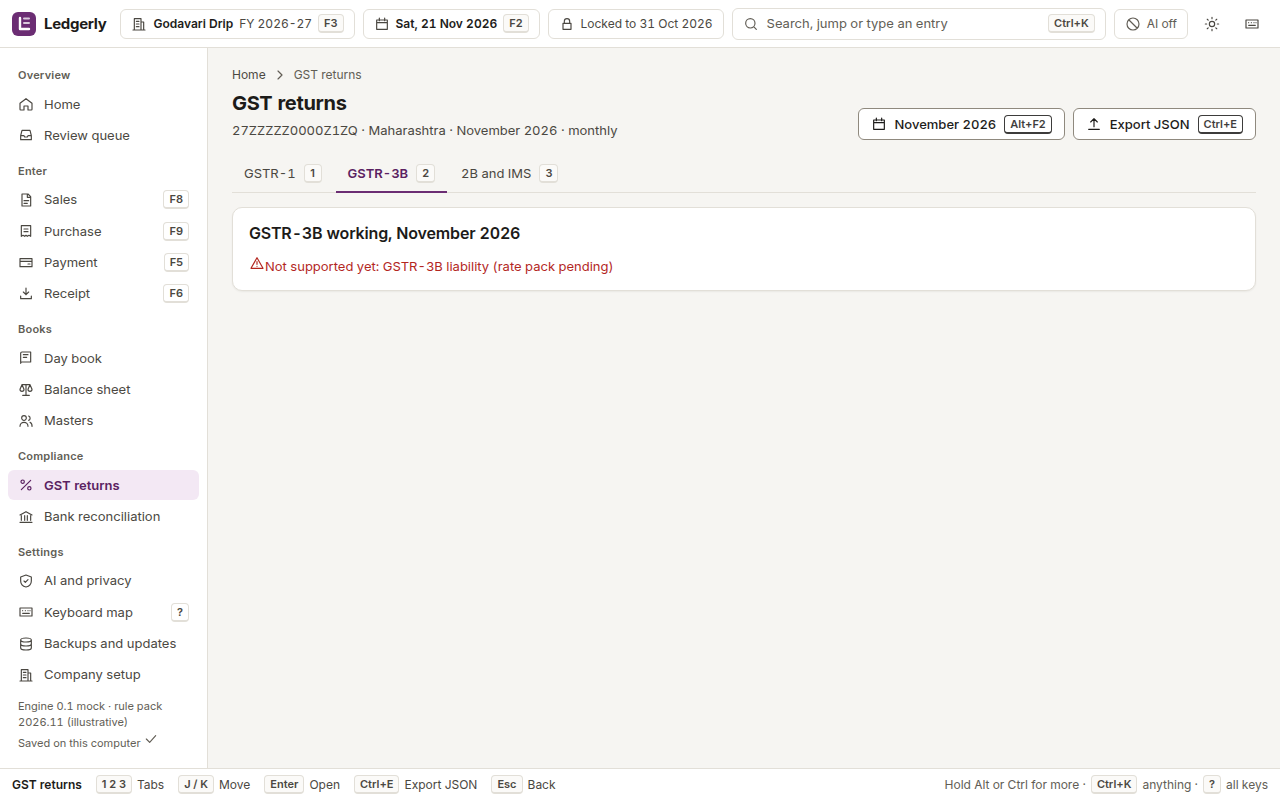 Ledgerly
Godavari Drip FY 2026-27 F3
Sat, 21 Nov 2026 F2
Locked to 31 Oct 2026
Search, jump or type an entry Ctrl+K
AI off
Overview
Home
Review queue
Enter
Sales F8
Purchase F9
Payment F5
Receipt F6
Books
Day book
Balance sheet
Masters
Compliance
GST returns
Bank reconciliation
Settings
AI and privacy
Keyboard map ?
Backups and updates
Company setup
Engine 0.1 mock · rule pack
2026.11 (illustrative)
Saved on this computer
Home > GST returns
GST returns
27ZZZZZ0000Z1ZQ · Maharashtra · November 2026 · monthly
November 2026 Alt+F2
Export JSON Ctrl+E
GSTR-1 1
GSTR-3B 2
2B and IMS 3
GSTR-3B working, November 2026
Not supported yet: GSTR-3B liability (rate pack pending)
GST returns 1 2 3 Tabs J / K Move Enter Open Ctrl+E Export JSON Esc Back
Hold Alt or Ctrl for more · Ctrl+K anything · ? all keys